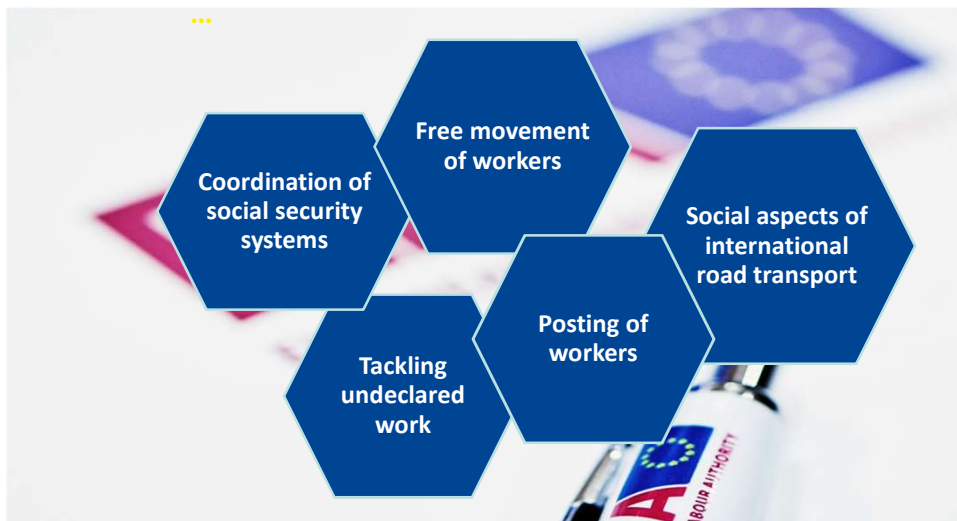 ...
Free movement
of workers
Coordination of
social security
systems
Social aspects of
international
road transport
Posting of
workers
Tackling
undeclared
work
A
ABOUR AUTHORITY